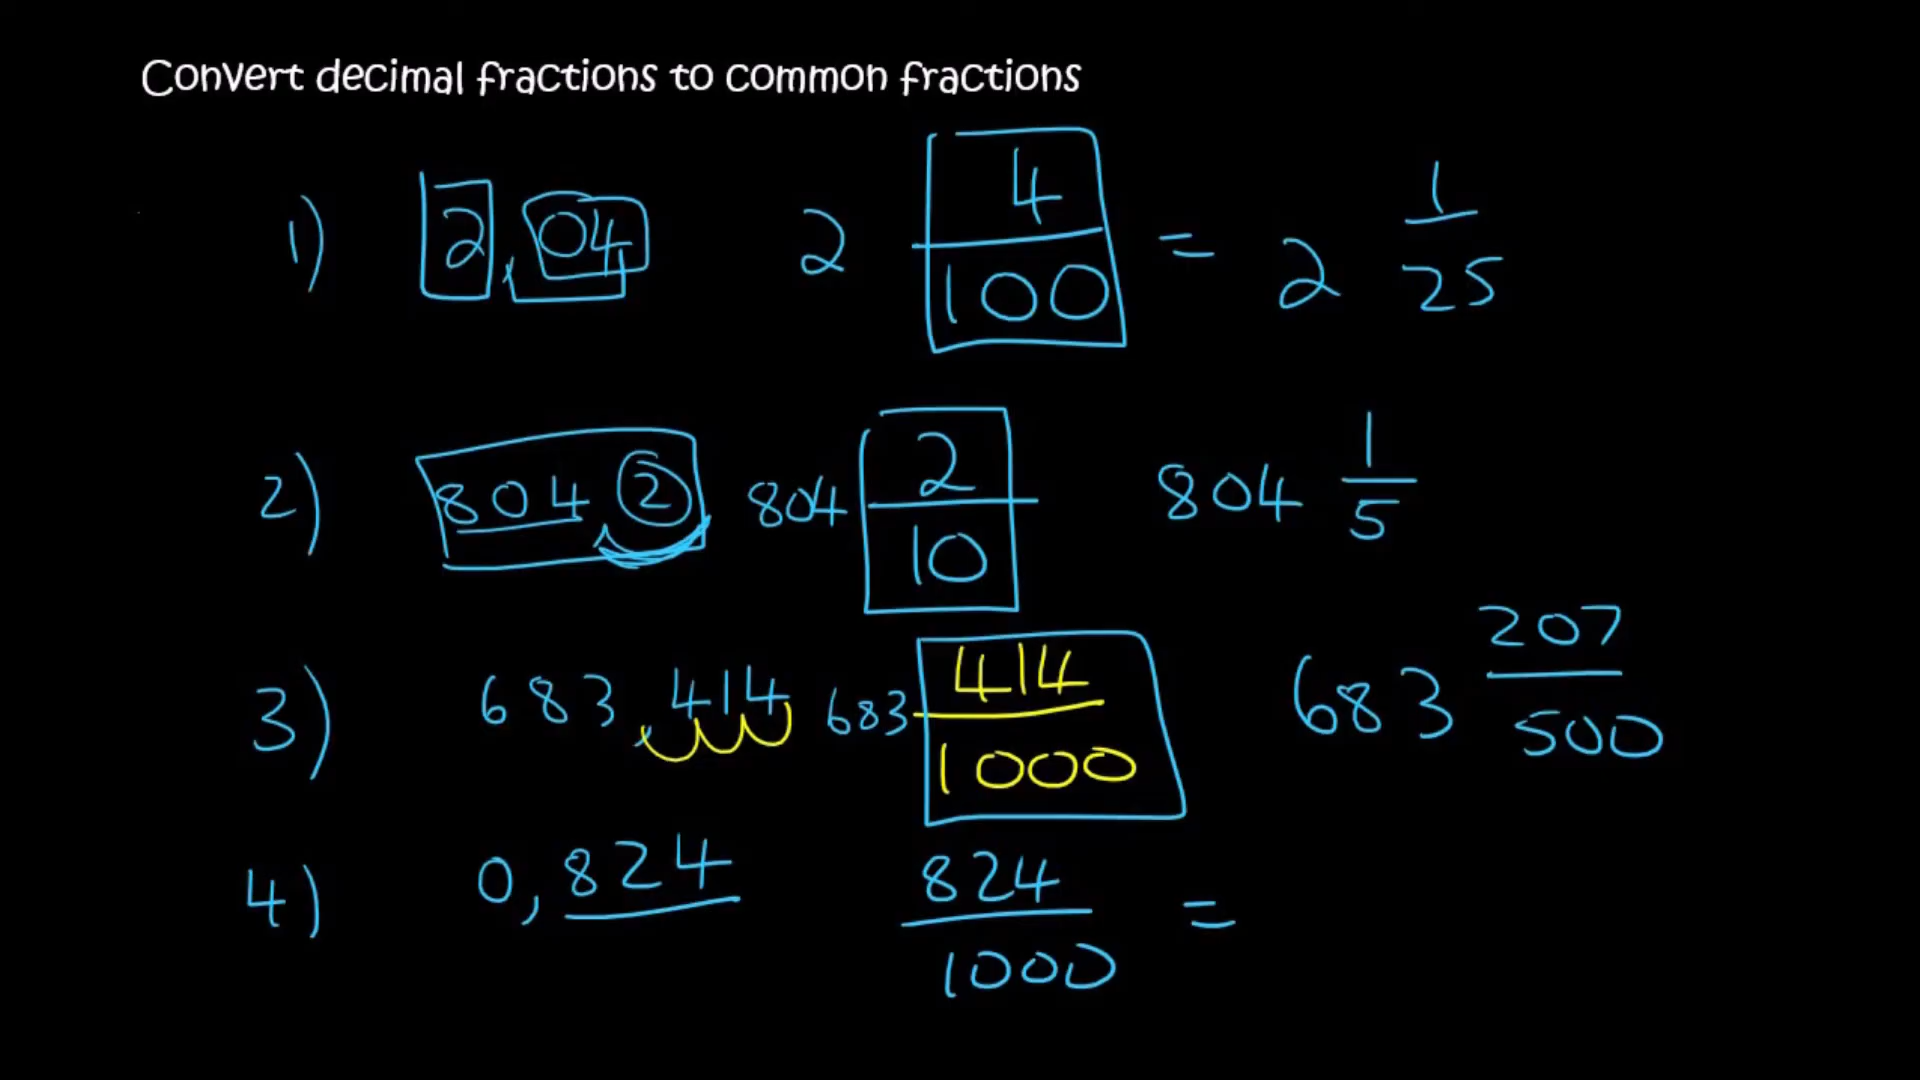 Convert decimal fractions to common fractions
1) 2,04 2 4/100 = 2 1/25
2) 804,2 804 2/10 804 1/5
3) 683,414 683 414/1000 683 207/500
4) 0,824 824/1000 =